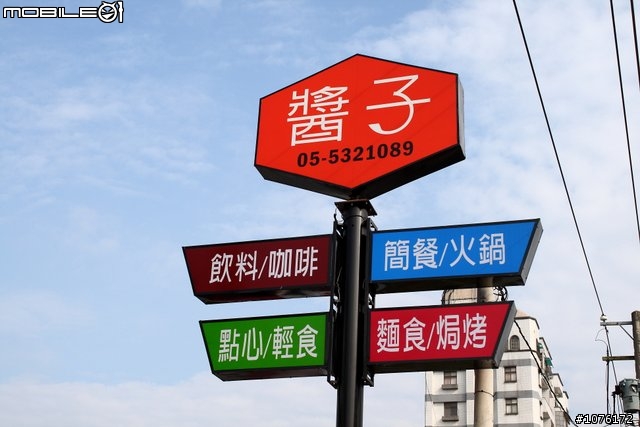 MOBILE01
醬子
05-5321089
飲料/咖啡
簡餐/火鍋
點心/輕食
麵食/焗烤
#1076172